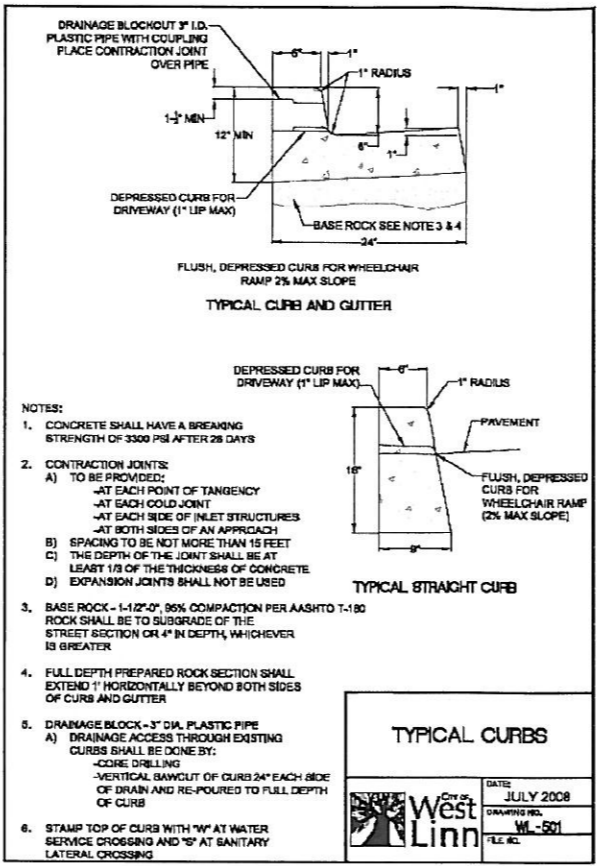 DRAINAGE BLOCKOUT 3" I.D.
PLASTIC PIPE WITH COUPLING
PLACE CONTRACTION JOINT
OVER PIPE
6"
1"
1" RADIUS
1"
1-½" MIN
12" MIN
6"
1"
DEPRESSED CURB FOR
DRIVEWAY (1" LIP MAX)
BASE ROCK SEE NOTE 3 & 4
24"
FLUSH, DEPRESSED CURB FOR WHEELCHAIR
RAMP 2% MAX SLOPE
TYPICAL CURB AND GUTTER
DEPRESSED CURB FOR
DRIVEWAY (1" LIP MAX)
6"
1" RADIUS
PAVEMENT
16"
FLUSH, DEPRESSED
CURB FOR
WHEELCHAIR RAMP
(2% MAX SLOPE)
9"
TYPICAL STRAIGHT CURB
NOTES:
1. CONCRETE SHALL HAVE A BREAKING
STRENGTH OF 3300 PSI AFTER 28 DAYS
2. CONTRACTION JOINTS:
A) TO BE PROVIDED:
-AT EACH POINT OF TANGENCY
-AT EACH COLD JOINT
-AT EACH SIDE OF INLET STRUCTURES
-AT BOTH SIDES OF AN APPROACH
B) SPACING TO BE NOT MORE THAN 15 FEET
C) THE DEPTH OF THE JOINT SHALL BE AT
LEAST 1/3 OF THE THICKNESS OF CONCRETE
D) EXPANSION JOINTS SHALL NOT BE USED
3. BASE ROCK - 1-1/2"-0", 95% COMPACTION PER AASHTO T-180
ROCK SHALL BE TO SUBGRADE OF THE
STREET SECTION OR 4" IN DEPTH, WHICHEVER
IS GREATER
4. FULL DEPTH PREPARED ROCK SECTION SHALL
EXTEND 1' HORIZONTALLY BEYOND BOTH SIDES
OF CURB AND GUTTER
5. DRAINAGE BLOCK - 3" DIA. PLASTIC PIPE
A) DRAINAGE ACCESS THROUGH EXISTING
CURBS SHALL BE DONE BY:
-CORE DRILLING
-VERTICAL SAWCUT OF CURB 24" EACH SIDE
OF DRAIN AND RE-POURED TO FULL DEPTH
OF CURB
6. STAMP TOP OF CURB WITH "W" AT WATER
SERVICE CROSSING AND "S" AT SANITARY
LATERAL CROSSING
TYPICAL CURBS
CITY OF
West
Linn
DATE:
JULY 2008
DRAWING NO.
WL-501
FILE NO.